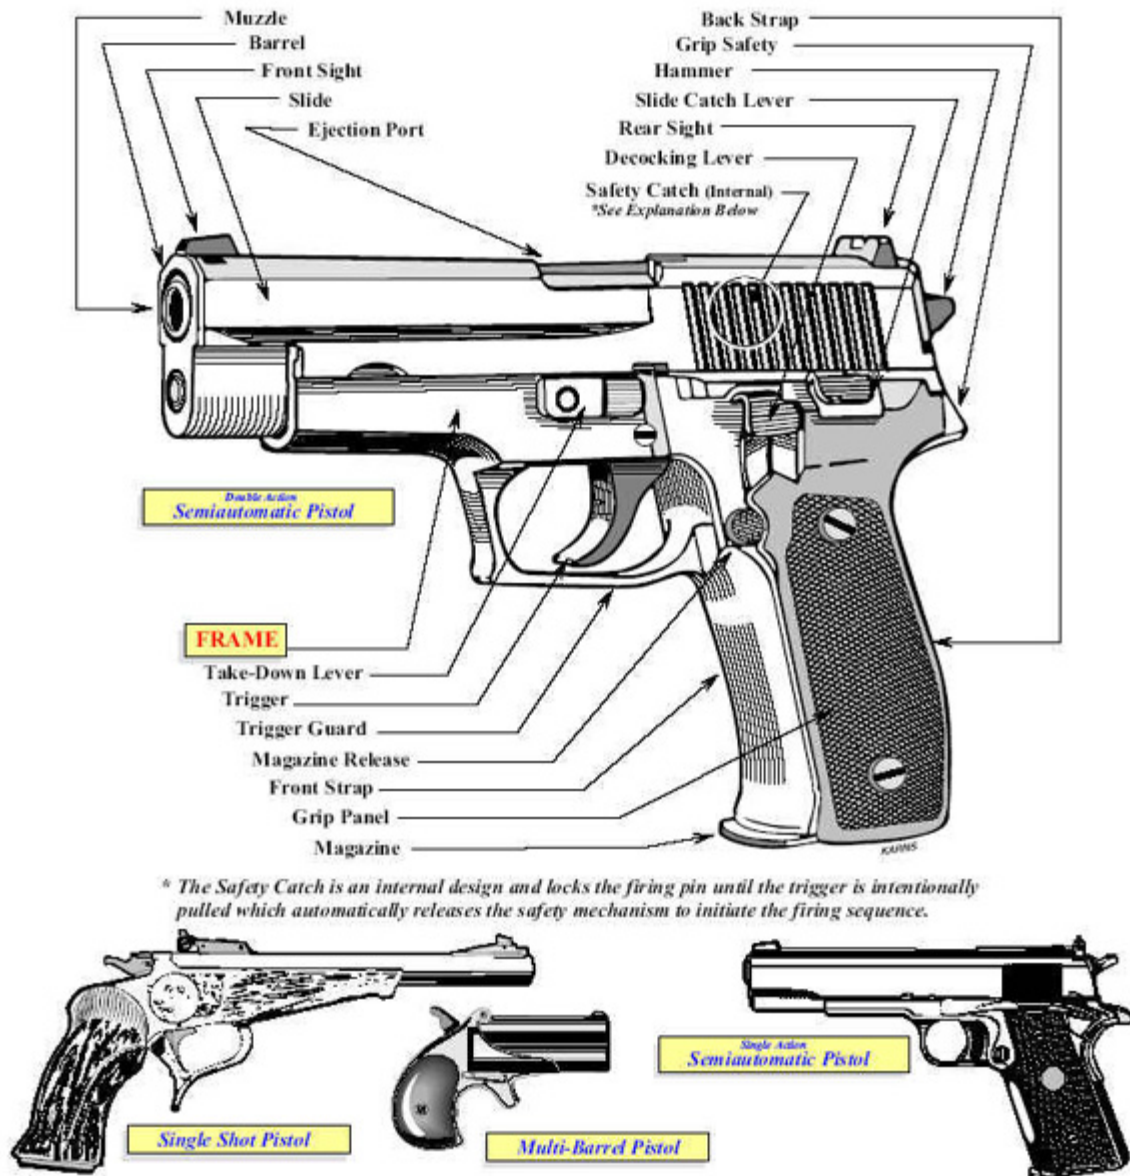 Muzzle
Barrel
Front Sight
Slide
Ejection Port
Back Strap
Grip Safety
Hammer
Slide Catch Lever
Rear Sight
Decocking Lever
Safety Catch (Internal)
*See Explanation Below
Double Action
Semiautomatic Pistol
FRAME
Take-Down Lever
Trigger
Trigger Guard
Magazine Release
Front Strap
Grip Panel
Magazine
KARNS
* The Safety Catch is an internal design and locks the firing pin until the trigger is intentionally
pulled which automatically releases the safety mechanism to initiate the firing sequence.
Single Action
Semiautomatic Pistol
Single Shot Pistol
Multi-Barrel Pistol